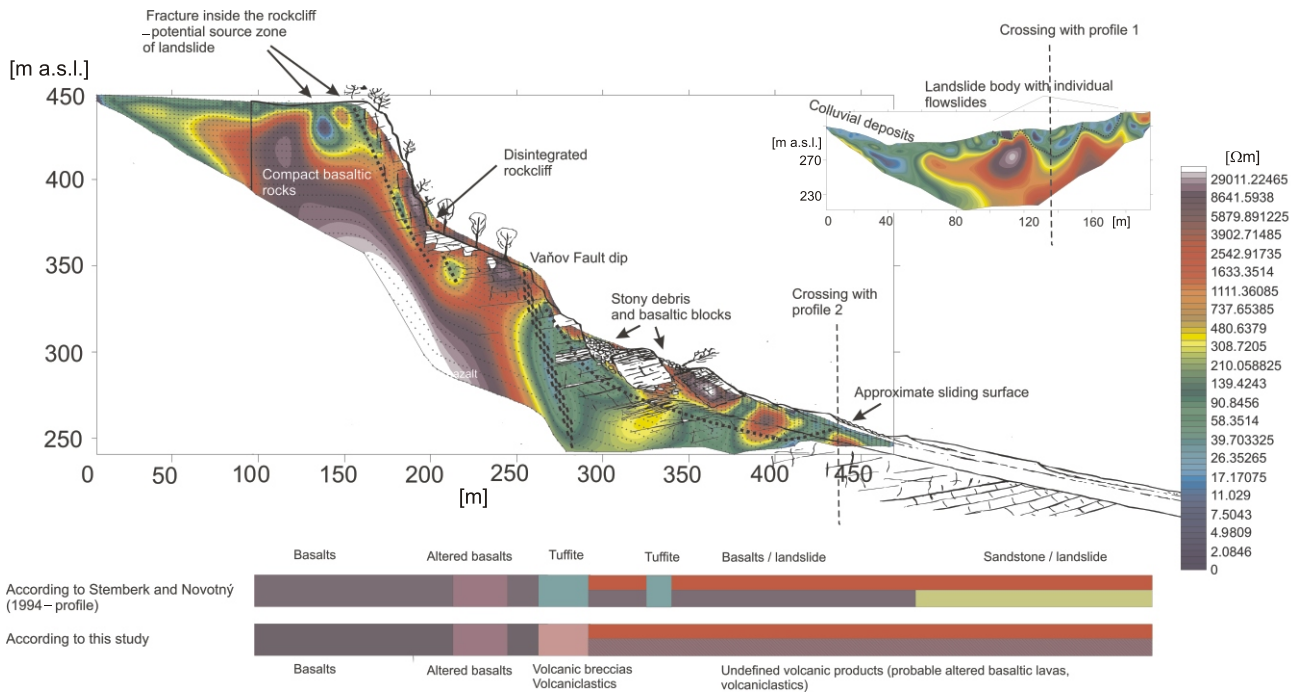 Fracture inside the rockcliff
–potential source zone
of landslide
[m a.s.l.]
450
400
350
300
250
0
50
100
150
200
250
300
350
400
450
[m]
Compact basaltic
rocks
Disintegrated
rockcliff
Vaňov Fault dip
Stony debris
and basaltic blocks
Crossing with
profile 2
Approximate sliding surface
Crossing with profile 1
Landslide body with individual
flowslides
Colluvial deposits
[m a.s.l.]
270
230
0
40
80
120
160
[m]
[Ωm]
29011.22465
8641.5938
5879.891225
3902.71485
2542.91735
1633.3514
1111.36085
737.65385
480.6379
308.7205
210.058825
139.4243
90.8456
58.3514
39.703325
26.35265
17.17075
11.029
7.5043
4.9809
2.0846
0
Basalts
Altered basalts
Tuffite
Tuffite
Basalts / landslide
Sandstone / landslide
According to Stemberk and Novotný
(1994–profile)
According to this study
Basalts
Altered basalts
Volcanic breccias
Volcaniclastics
Undefined volcanic products (probable altered basaltic lavas,
volcaniclastics)